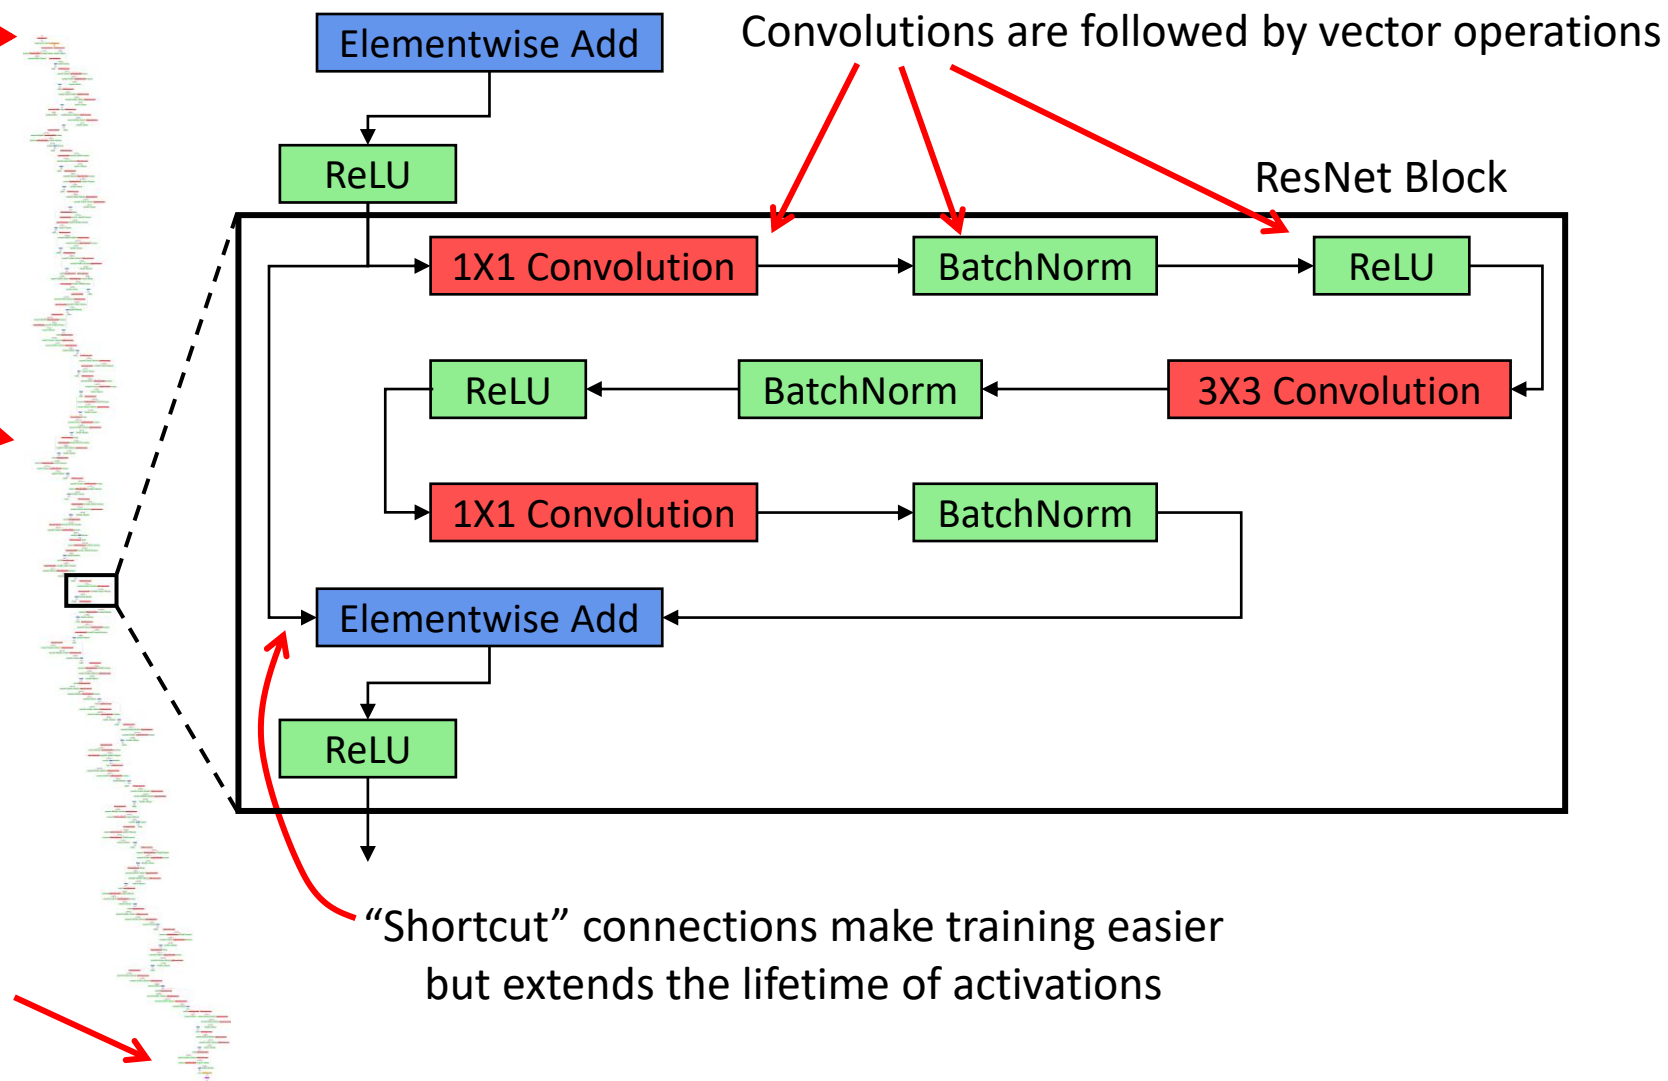 Elementwise Add
Convolutions are followed by vector operations
ReLU
ResNet Block
1X1 Convolution
BatchNorm
ReLU
ReLU
BatchNorm
3X3 Convolution
1X1 Convolution
BatchNorm
Elementwise Add
ReLU
“Shortcut” connections make training easier
but extends the lifetime of activations